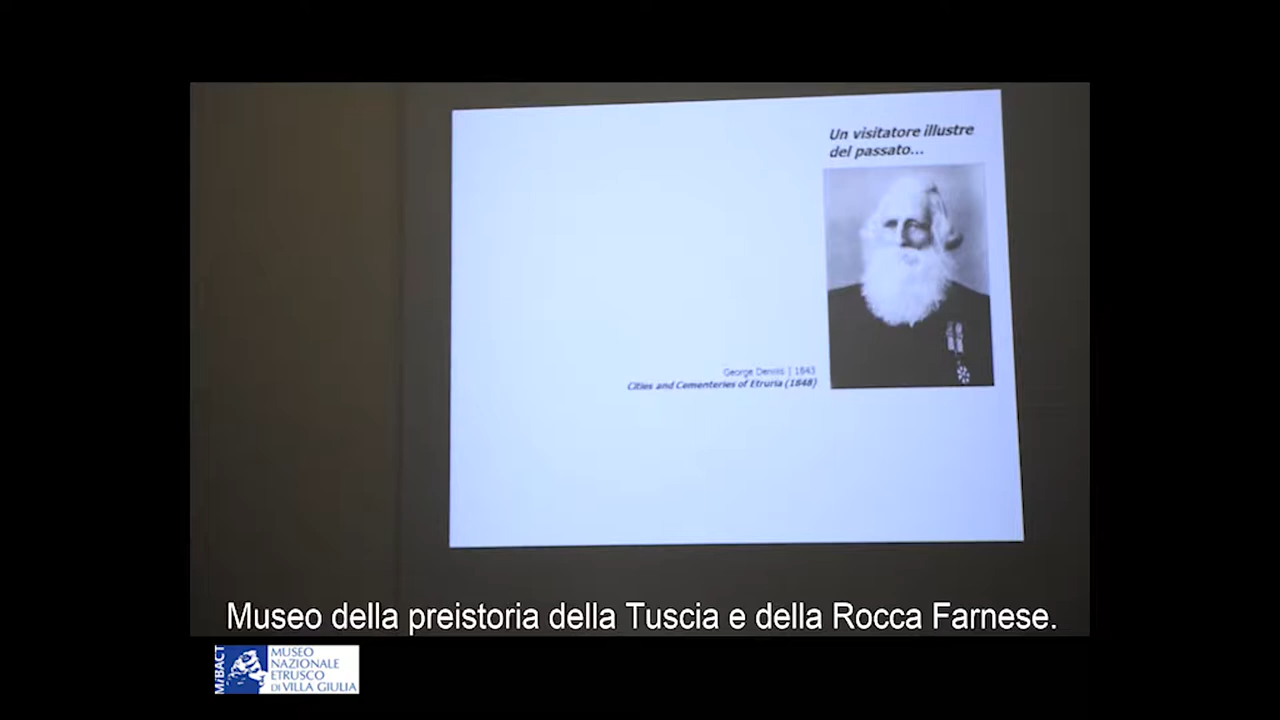 Un visitatore illustre
del passato...
George Dennis | 1843
Cities and Cementeries of Etruria (1848)
Museo della preistoria della Tuscia e della Rocca Farnese.
MiBACT
MUSEO
NAZIONALE
ETRUSCO
DI VILLA GIULIA